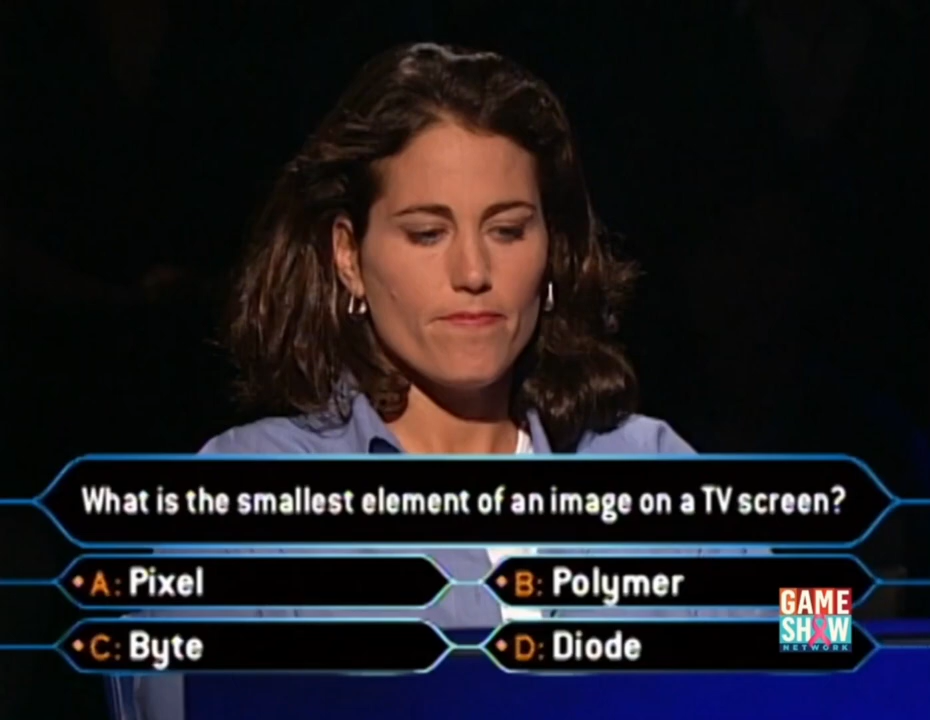 What is the smallest element of an image on a TV screen?
A: Pixel
B: Polymer
C: Byte
D: Diode
GAME
SHOW
NETWORK